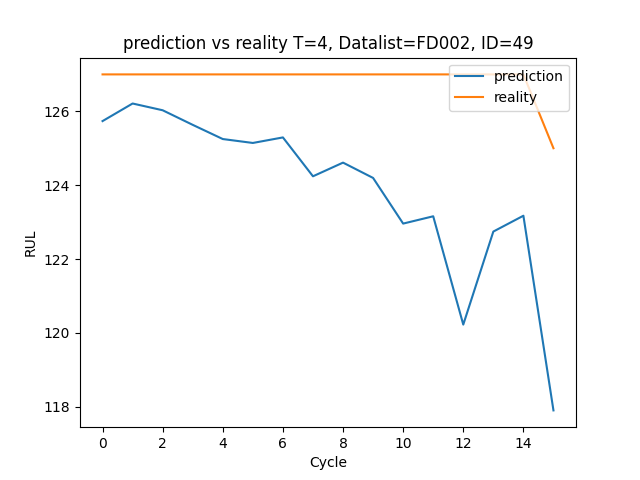 prediction vs reality T=4, Datalist=FD002, ID=49
prediction
reality
126
124
122
120
118
RUL
0 2 4 6 8 10 12 14
Cycle